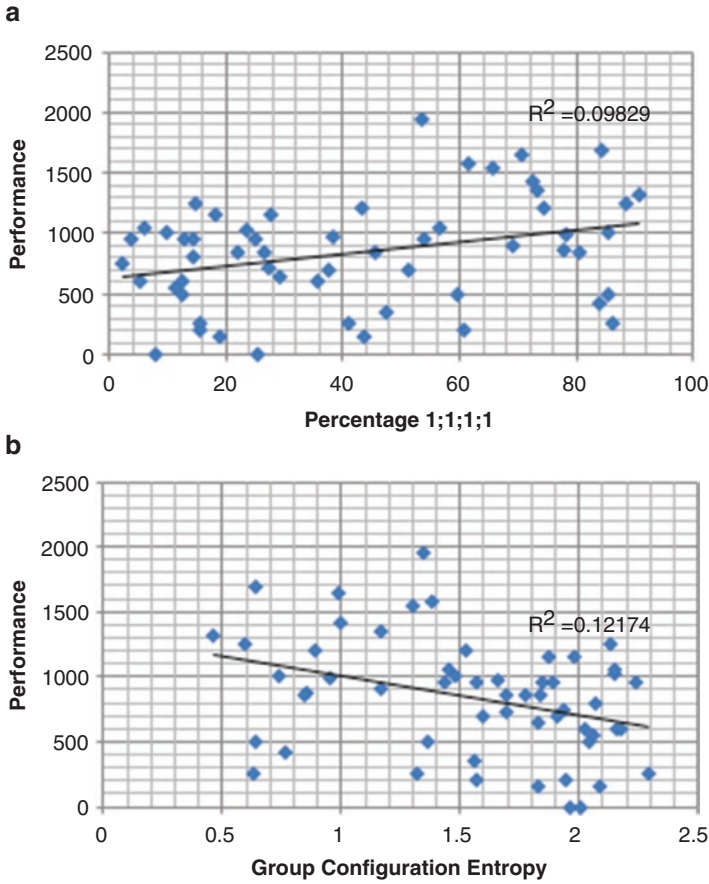 a
2500
2000
1500
1000
500
0
Performance
R2 =0.09829
0 20 40 60 80 100
Percentage 1;1;1;1
b
2500
2000
1500
1000
500
0
Performance
R2 =0.12174
0 0.5 1 1.5 2 2.5
Group Configuration Entropy